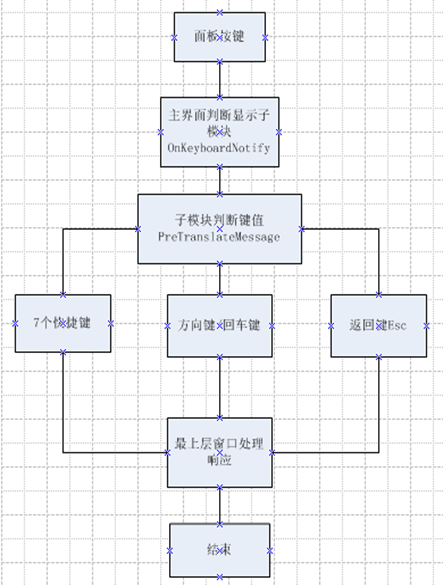 面板按键
主界面判断显示子
模块
OnKeyboardNotify
子模块判断键值
PreTranslateMessage
7个快捷键
方向键 回车键
返回键Esc
最上层窗口处理
响应
结束